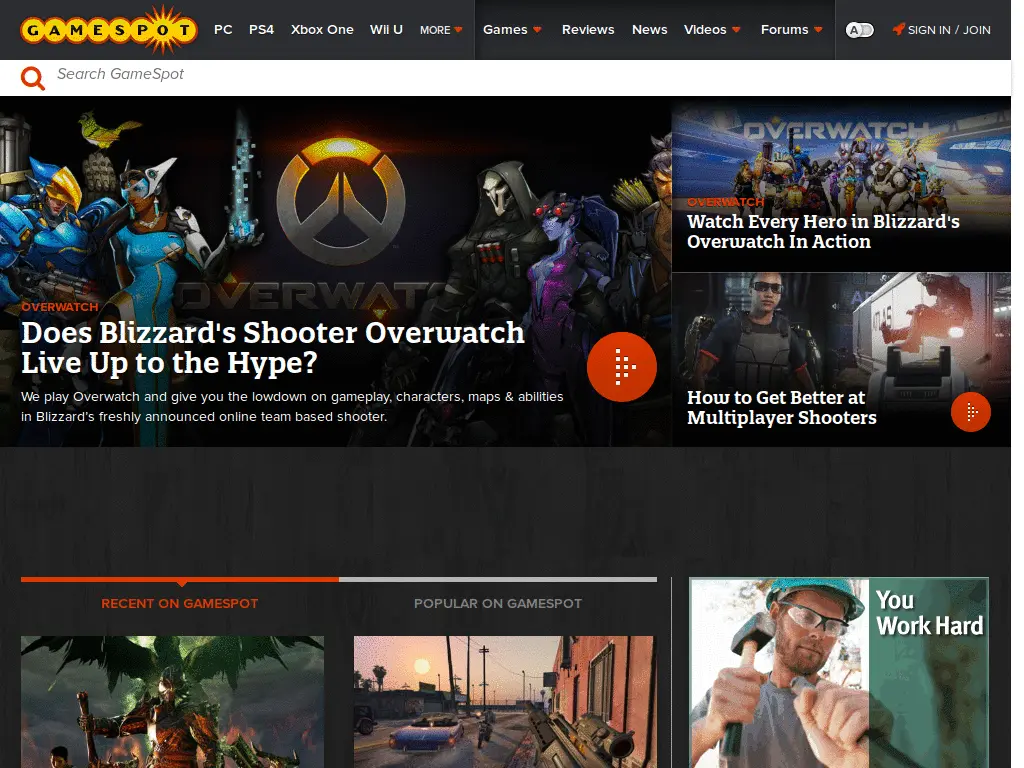 GAMESPOT
PC PS4 Xbox One Wii U MORE Games Reviews News Videos Forums A SIGN IN / JOIN
Search GameSpot
OVERWATCH
OVERWATCH
Does Blizzard's Shooter Overwatch
Live Up to the Hype?
We play Overwatch and give you the lowdown on gameplay, characters, maps & abilities
in Blizzard's freshly announced online team based shooter.
OVERWATCH
OVERWATCH
Watch Every Hero in Blizzard's
Overwatch In Action
How to Get Better at
Multiplayer Shooters
RECENT ON GAMESPOT
POPULAR ON GAMESPOT
You
Work Hard